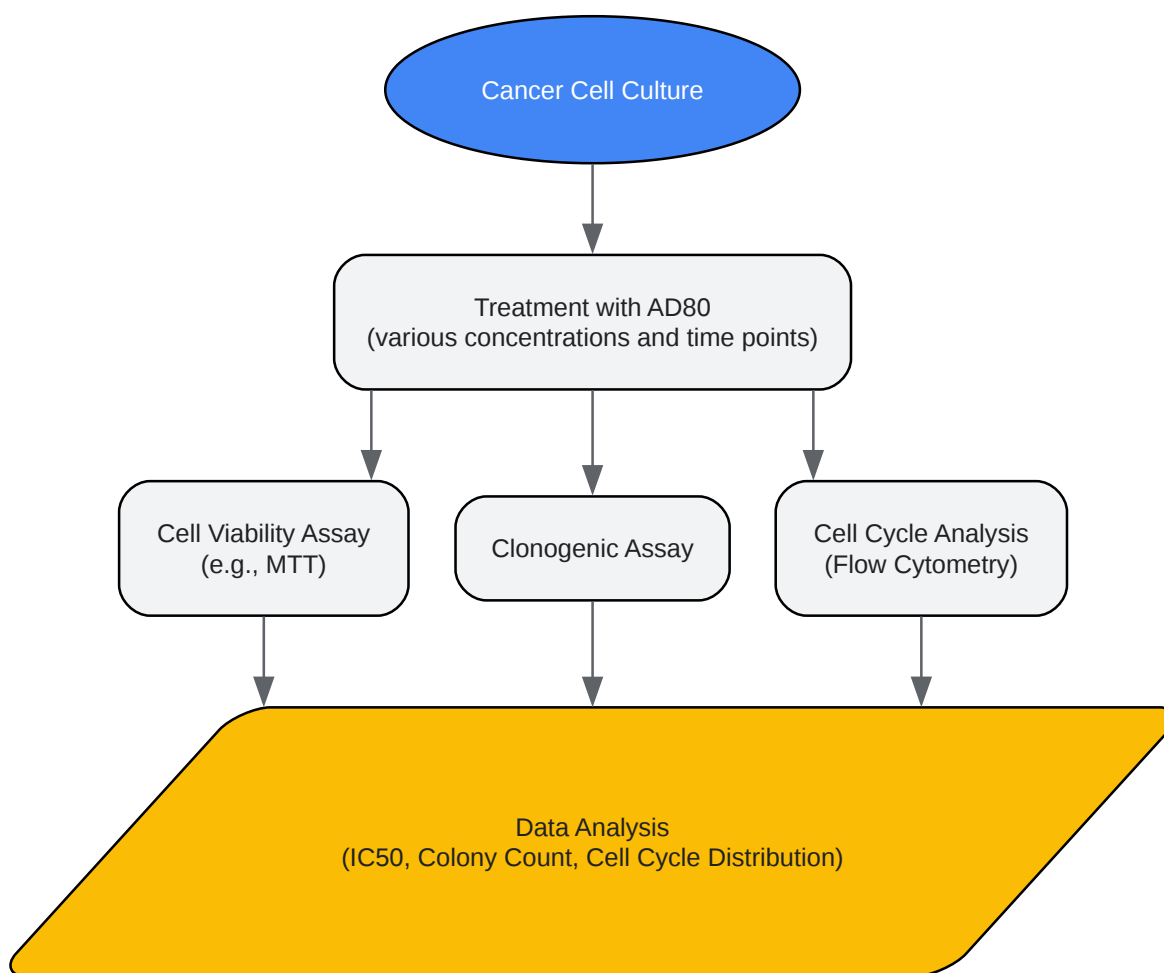 Cancer Cell Culture
Treatment with AD80
(various concentrations and time points)
Cell Viability Assay
(e.g., MTT)
Clonogenic Assay
Cell Cycle Analysis
(Flow Cytometry)
Data Analysis
(IC50, Colony Count, Cell Cycle Distribution)